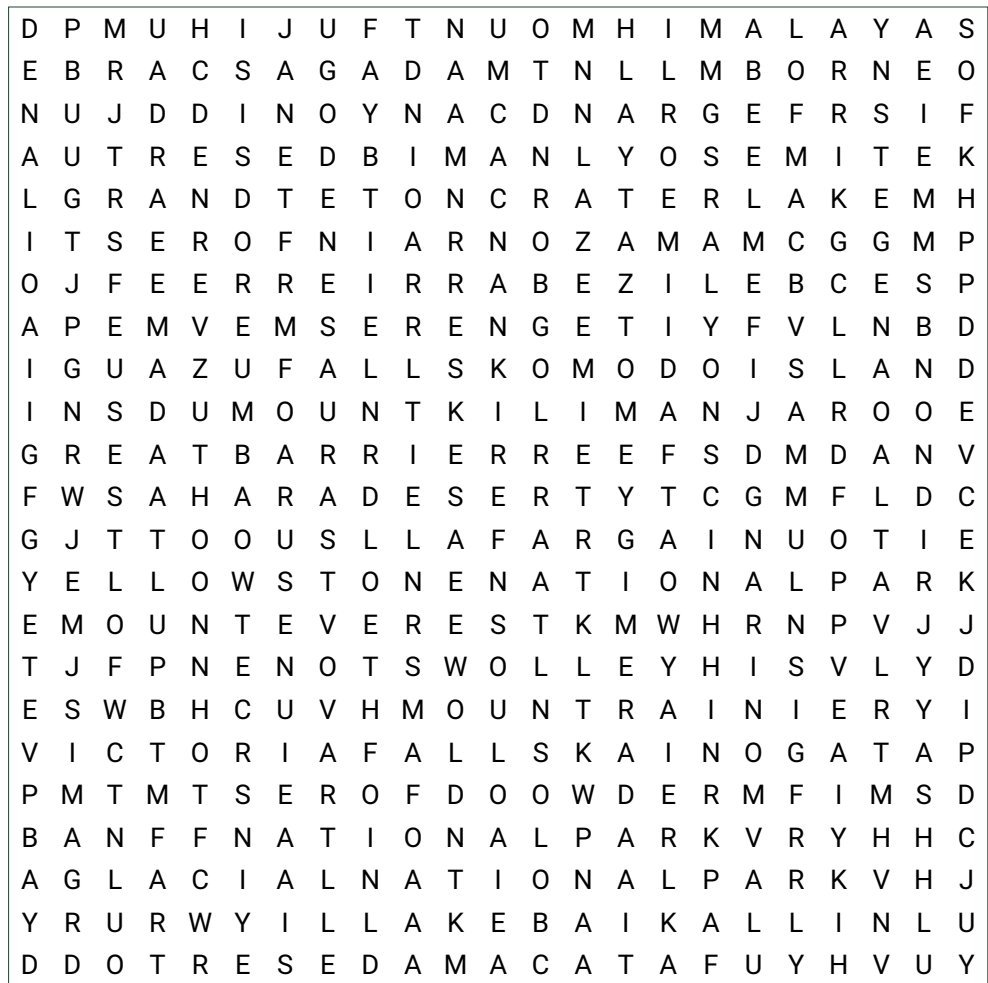 D P M U H I J U F T N U O M H I M A L A Y A S
E B R A C S A G A D A M T N L L M B O R N E O
N U J D D I N O Y N A C D N A R G E F R S I F
A U T R E S E D B I M A N L Y O S E M I T E K
L G R A N D T E T O N C R A T E R L A K E M H
I T S E R O F N I A R N O Z A M A M C G G M P
O J F E E R R E I R R A B E Z I L E B C E S P
A P E M V E M S E R E N G E T I Y F V L N B D
I G U A Z U F A L L S K O M O D O I S L A N D
I N S D U M O U N T K I L I M A N J A R O O E
G R E A T B A R R I E R R E E F S D M D A N V
F W S A H A R A D E S E R T Y T C G M F L D C
G J T T O O U S L L A F A R G A I N U O T I E
Y E L L O W S T O N E N A T I O N A L P A R K
E M O U N T E V E R E S T K M W H R N P V J J
T J F P N E N O T S W O L L E Y H I S V L Y D
E S W B H C U V H M O U N T R A I N I E R Y I
V I C T O R I A F A L L S K A I N O G A T A P
P M T M T S E R O F D O O W D E R M F I M S D
B A N F F N A T I O N A L P A R K V R Y H H C
A G L A C I A L N A T I O N A L P A R K V H J
Y R U R W Y I L L A K E B A I K A L L I N L U
D D O T R E S E D A M A C A T A F U Y H V U Y